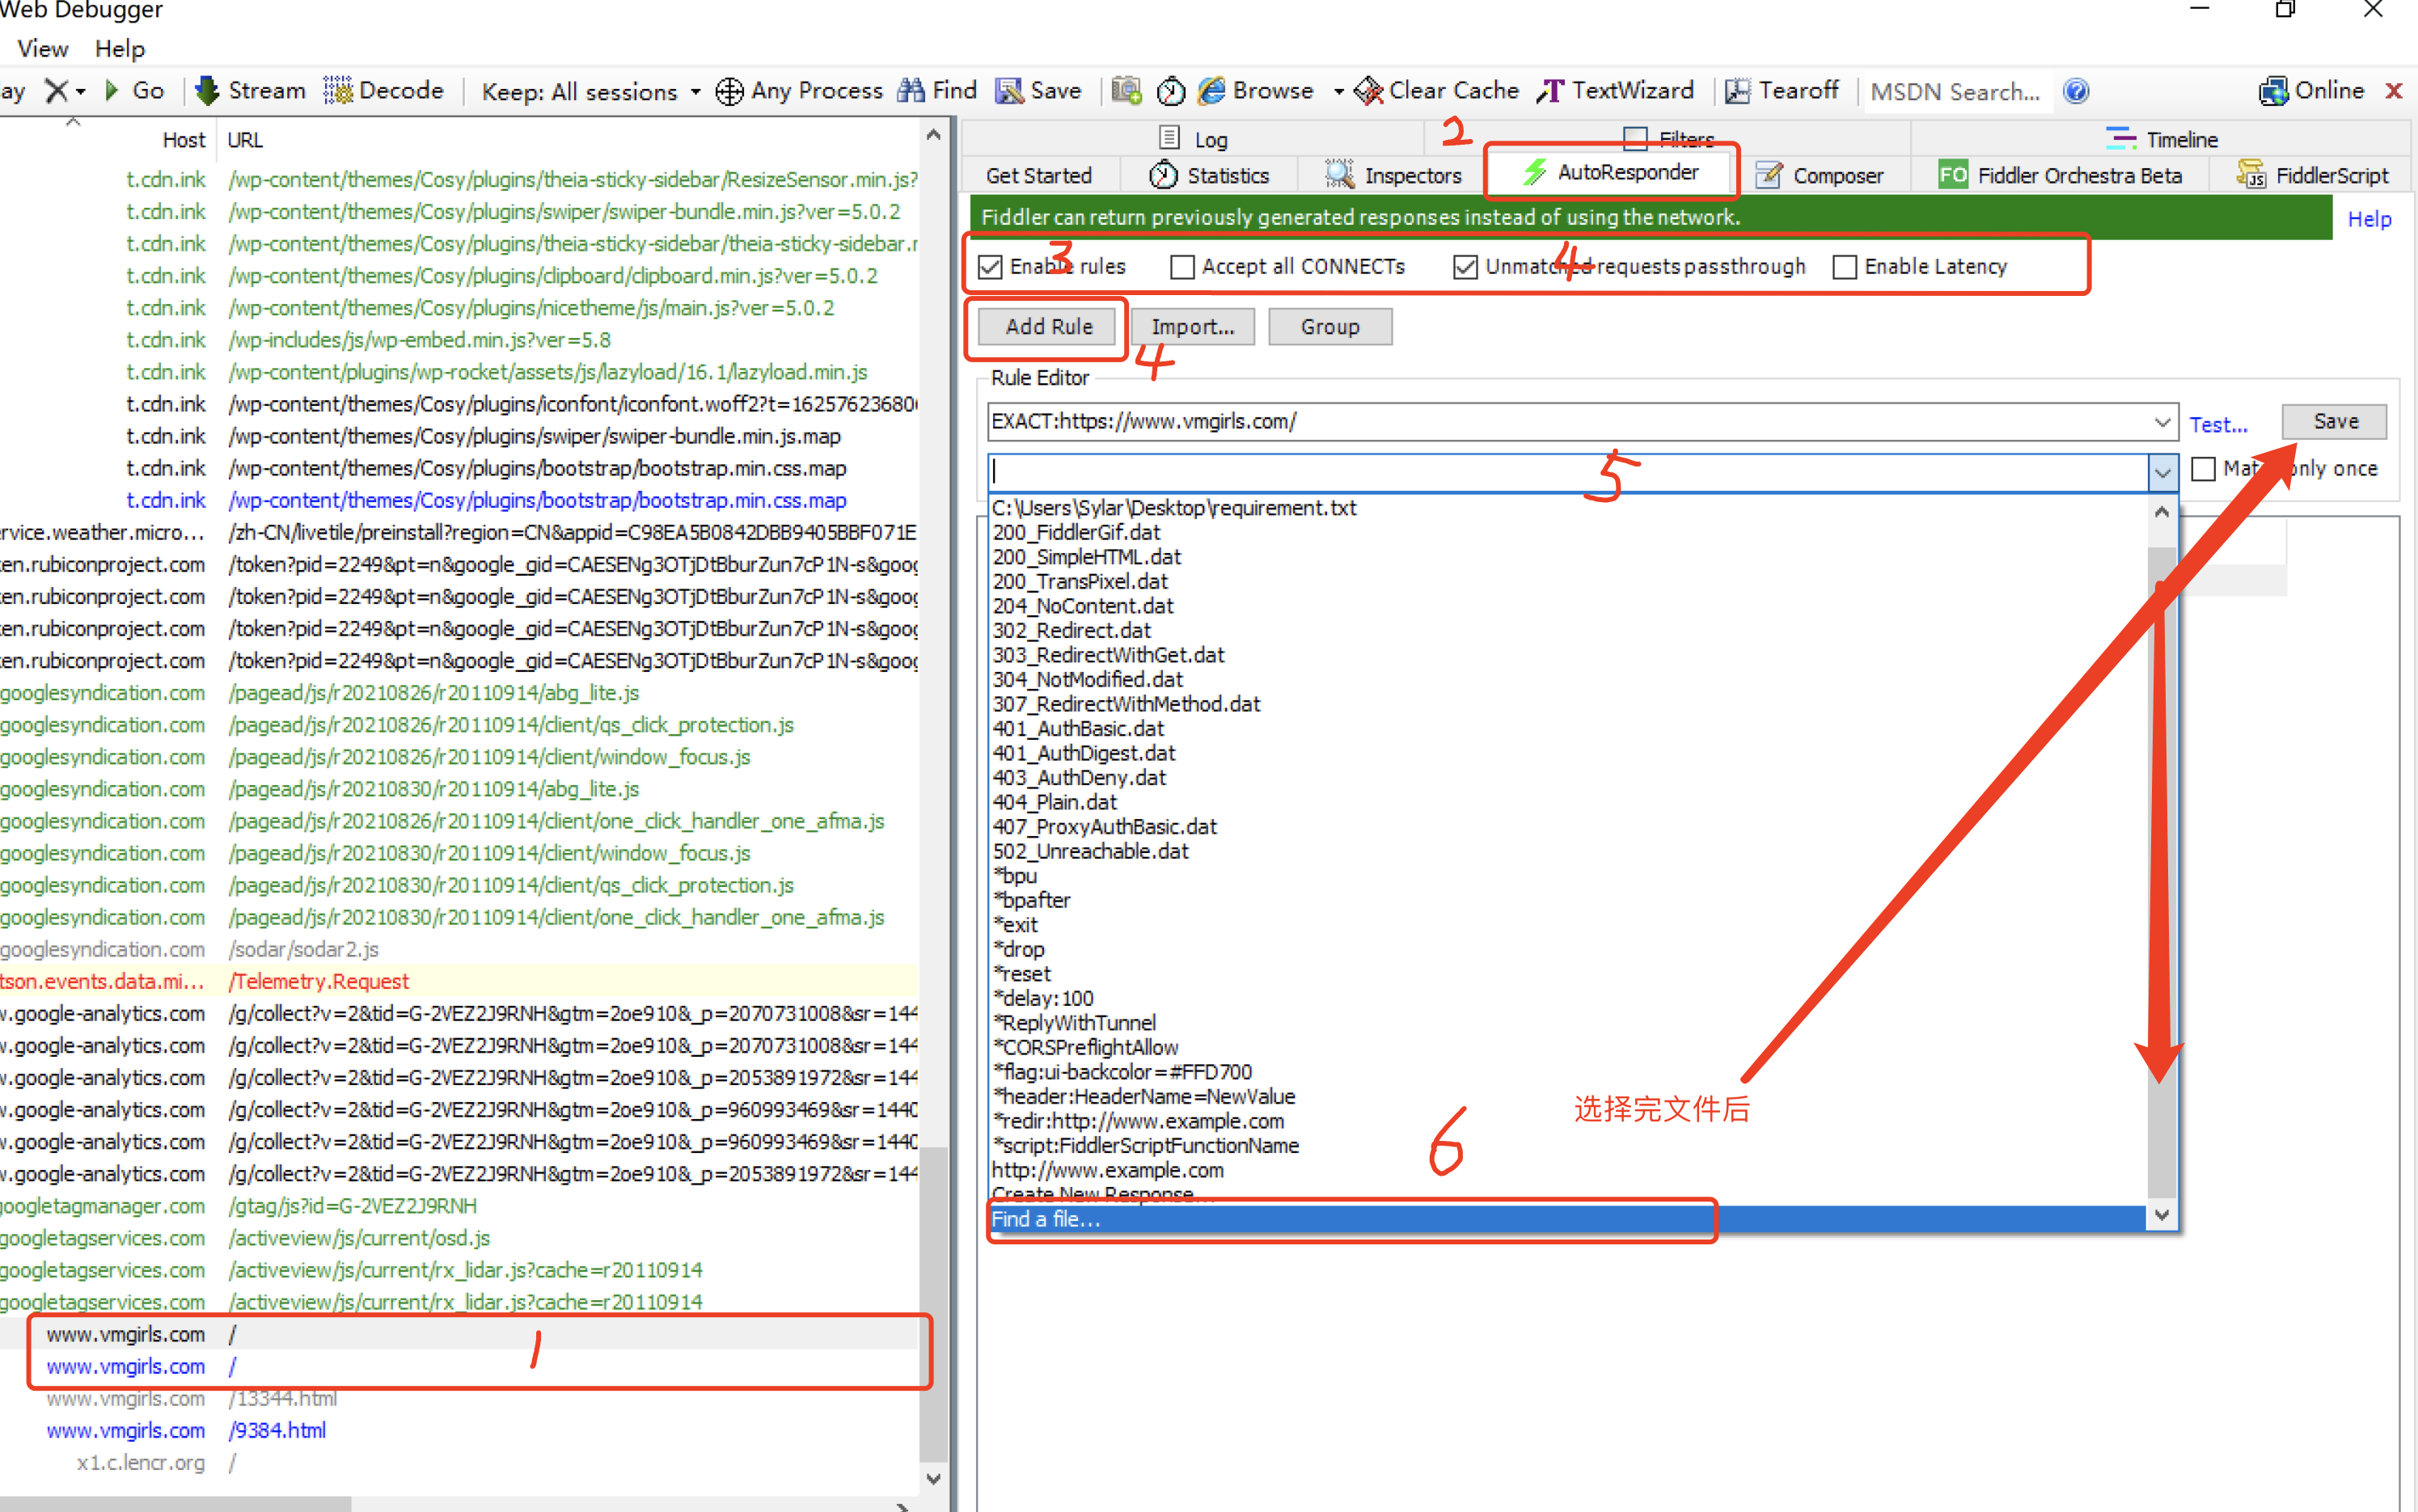 Web Debugger
View Help
ay Go Stream Decode Keep: All sessions Any Process Find Save Browse Clear Cache TextWizard Tearoff MSDN Search... Online x
Host URL
t.cdn.ink /wp-content/themes/Cosy/plugins/theia-sticky-sidebar/ResizeSensor.min.js?
t.cdn.ink /wp-content/themes/Cosy/plugins/swiper/swiper-bundle.min.js?ver=5.0.2
t.cdn.ink /wp-content/themes/Cosy/plugins/theia-sticky-sidebar/theia-sticky-sidebar.
t.cdn.ink /wp-content/themes/Cosy/plugins/clipboard/clipboard.min.js?ver=5.0.2
t.cdn.ink /wp-content/themes/Cosy/plugins/nicetheme/js/main.js?ver=5.0.2
t.cdn.ink /wp-includes/js/wp-embed.min.js?ver=5.8
t.cdn.ink /wp-content/plugins/wp-rocket/assets/js/lazyload/16.1/lazyload.min.js
t.cdn.ink /wp-content/themes/Cosy/plugins/iconfont/iconfont.woff2?t=162576236806
t.cdn.ink /wp-content/themes/Cosy/plugins/swiper/swiper-bundle.min.js.map
t.cdn.ink /wp-content/themes/Cosy/plugins/bootstrap/bootstrap.min.css.map
t.cdn.ink /wp-content/themes/Cosy/plugins/bootstrap/bootstrap.min.css.map
rvice.weather.micro... /zh-CN/livetile/preinstall?region=CN&appid=C98EA5B0842DBB9405BBF071E
en.rubiconproject.com /token?pid=2249&pt=n&google_gid=CAESENg3OTjDtBburZun7cP1N-s&goog
en.rubiconproject.com /token?pid=2249&pt=n&google_gid=CAESENg3OTjDtBburZun7cP1N-s&goog
en.rubiconproject.com /token?pid=2249&pt=n&google_gid=CAESENg3OTjDtBburZun7cP1N-s&goog
en.rubiconproject.com /token?pid=2249&pt=n&google_gid=CAESENg3OTjDtBburZun7cP1N-s&goog
googlesyndication.com /pagead/js/r20210826/r20110914/abg_lite.js
googlesyndication.com /pagead/js/r20210826/r20110914/client/qs_click_protection.js
googlesyndication.com /pagead/js/r20210826/r20110914/client/window_focus.js
googlesyndication.com /pagead/js/r20210830/r20110914/abg_lite.js
googlesyndication.com /pagead/js/r20210826/r20110914/client/one_click_handler_one_afma.js
googlesyndication.com /pagead/js/r20210830/r20110914/client/window_focus.js
googlesyndication.com /pagead/js/r20210830/r20110914/client/qs_click_protection.js
googlesyndication.com /pagead/js/r20210830/r20110914/client/one_click_handler_one_afma.js
googlesyndication.com /sodar/sodar2.js
tson.events.data.mi... /Telemetry.Request
.google-analytics.com /g/collect?v=2&tid=G-2VEZ2J9RNH&gtm=2oe910&_p=2070731008&sr=144
.google-analytics.com /g/collect?v=2&tid=G-2VEZ2J9RNH&gtm=2oe910&_p=2070731008&sr=144
.google-analytics.com /g/collect?v=2&tid=G-2VEZ2J9RNH&gtm=2oe910&_p=2053891972&sr=144
.google-analytics.com /g/collect?v=2&tid=G-2VEZ2J9RNH&gtm=2oe910&_p=960993469&sr=1440
.google-analytics.com /g/collect?v=2&tid=G-2VEZ2J9RNH&gtm=2oe910&_p=960993469&sr=1440
.google-analytics.com /g/collect?v=2&tid=G-2VEZ2J9RNH&gtm=2oe910&_p=2053891972&sr=144
googletagmanager.com /gtag/js?id=G-2VEZ2J9RNH
googletagservices.com /activeview/js/current/osd.js
googletagservices.com /activeview/js/current/rx_lidar.js?cache=r20110914
googletagservices.com /activeview/js/current/rx_lidar.js?cache=r20110914
www.vmgirls.com /
1
www.vmgirls.com /
www.vmgirls.com /13344.html
www.vmgirls.com /9384.html
x1.c.lencr.org /
Log 2 Filters Timeline
Get Started Statistics Inspectors AutoResponder Composer FO Fiddler Orchestra Beta JS FiddlerScript
Fiddler can return previously generated responses instead of using the network. Help
3 4
Enable rules Accept all CONNECTs Unmatched requests passthrough Enable Latency
Add Rule Import... Group
4
Rule Editor
EXACT:https://www.vmgirls.com/ Test... Save
5 only once
C:\Users\Sylar\Desktop\requirement.txt
200_FiddlerGif.dat
200_SimpleHTML.dat
200_TransPixel.dat
204_NoContent.dat
302_Redirect.dat
303_RedirectWithGet.dat
304_NotModified.dat
307_RedirectWithMethod.dat
401_AuthBasic.dat
401_AuthDigest.dat
403_AuthDeny.dat
404_Plain.dat
407_ProxyAuthBasic.dat
502_Unreachable.dat
*bpu
*bpafter
*exit
*drop
*reset
*delay:100
*ReplyWithTunnel
*CORSPreflightAllow
*flag:ui-backcolor=#FFD700
*header:HeaderName=NewValue
选择完文件后
*redir:http://www.example.com
*script:FiddlerScriptFunctionName
6
http://www.example.com
Create New Response...
Find a file...